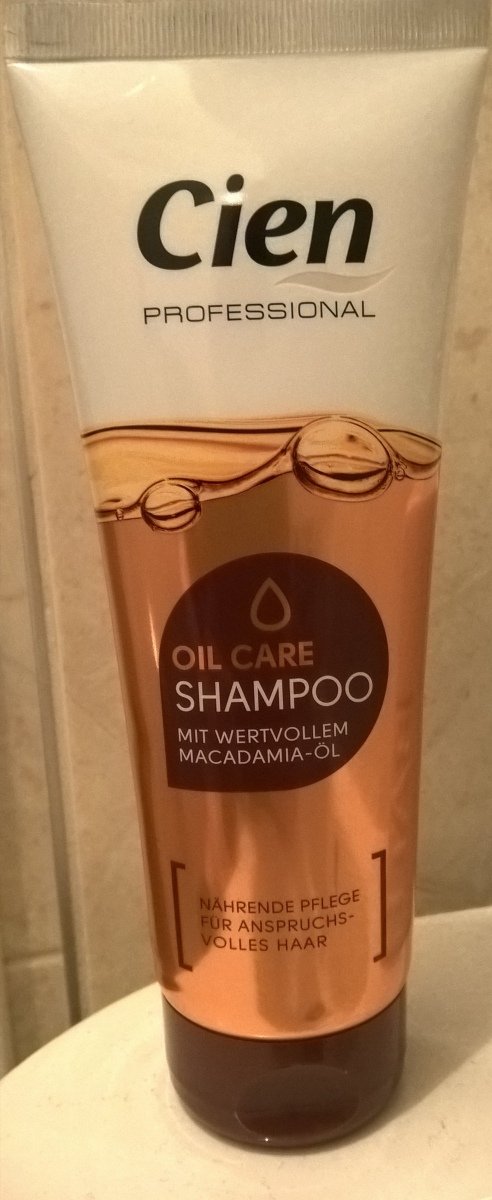 Cien
PROFESSIONAL
OIL CARE
SHAMPOO
MIT WERTVOLLEM
MACADAMIA-ÖL
NÄHRENDE PFLEGE
FÜR ANSPRUCHS-
VOLLES HAAR